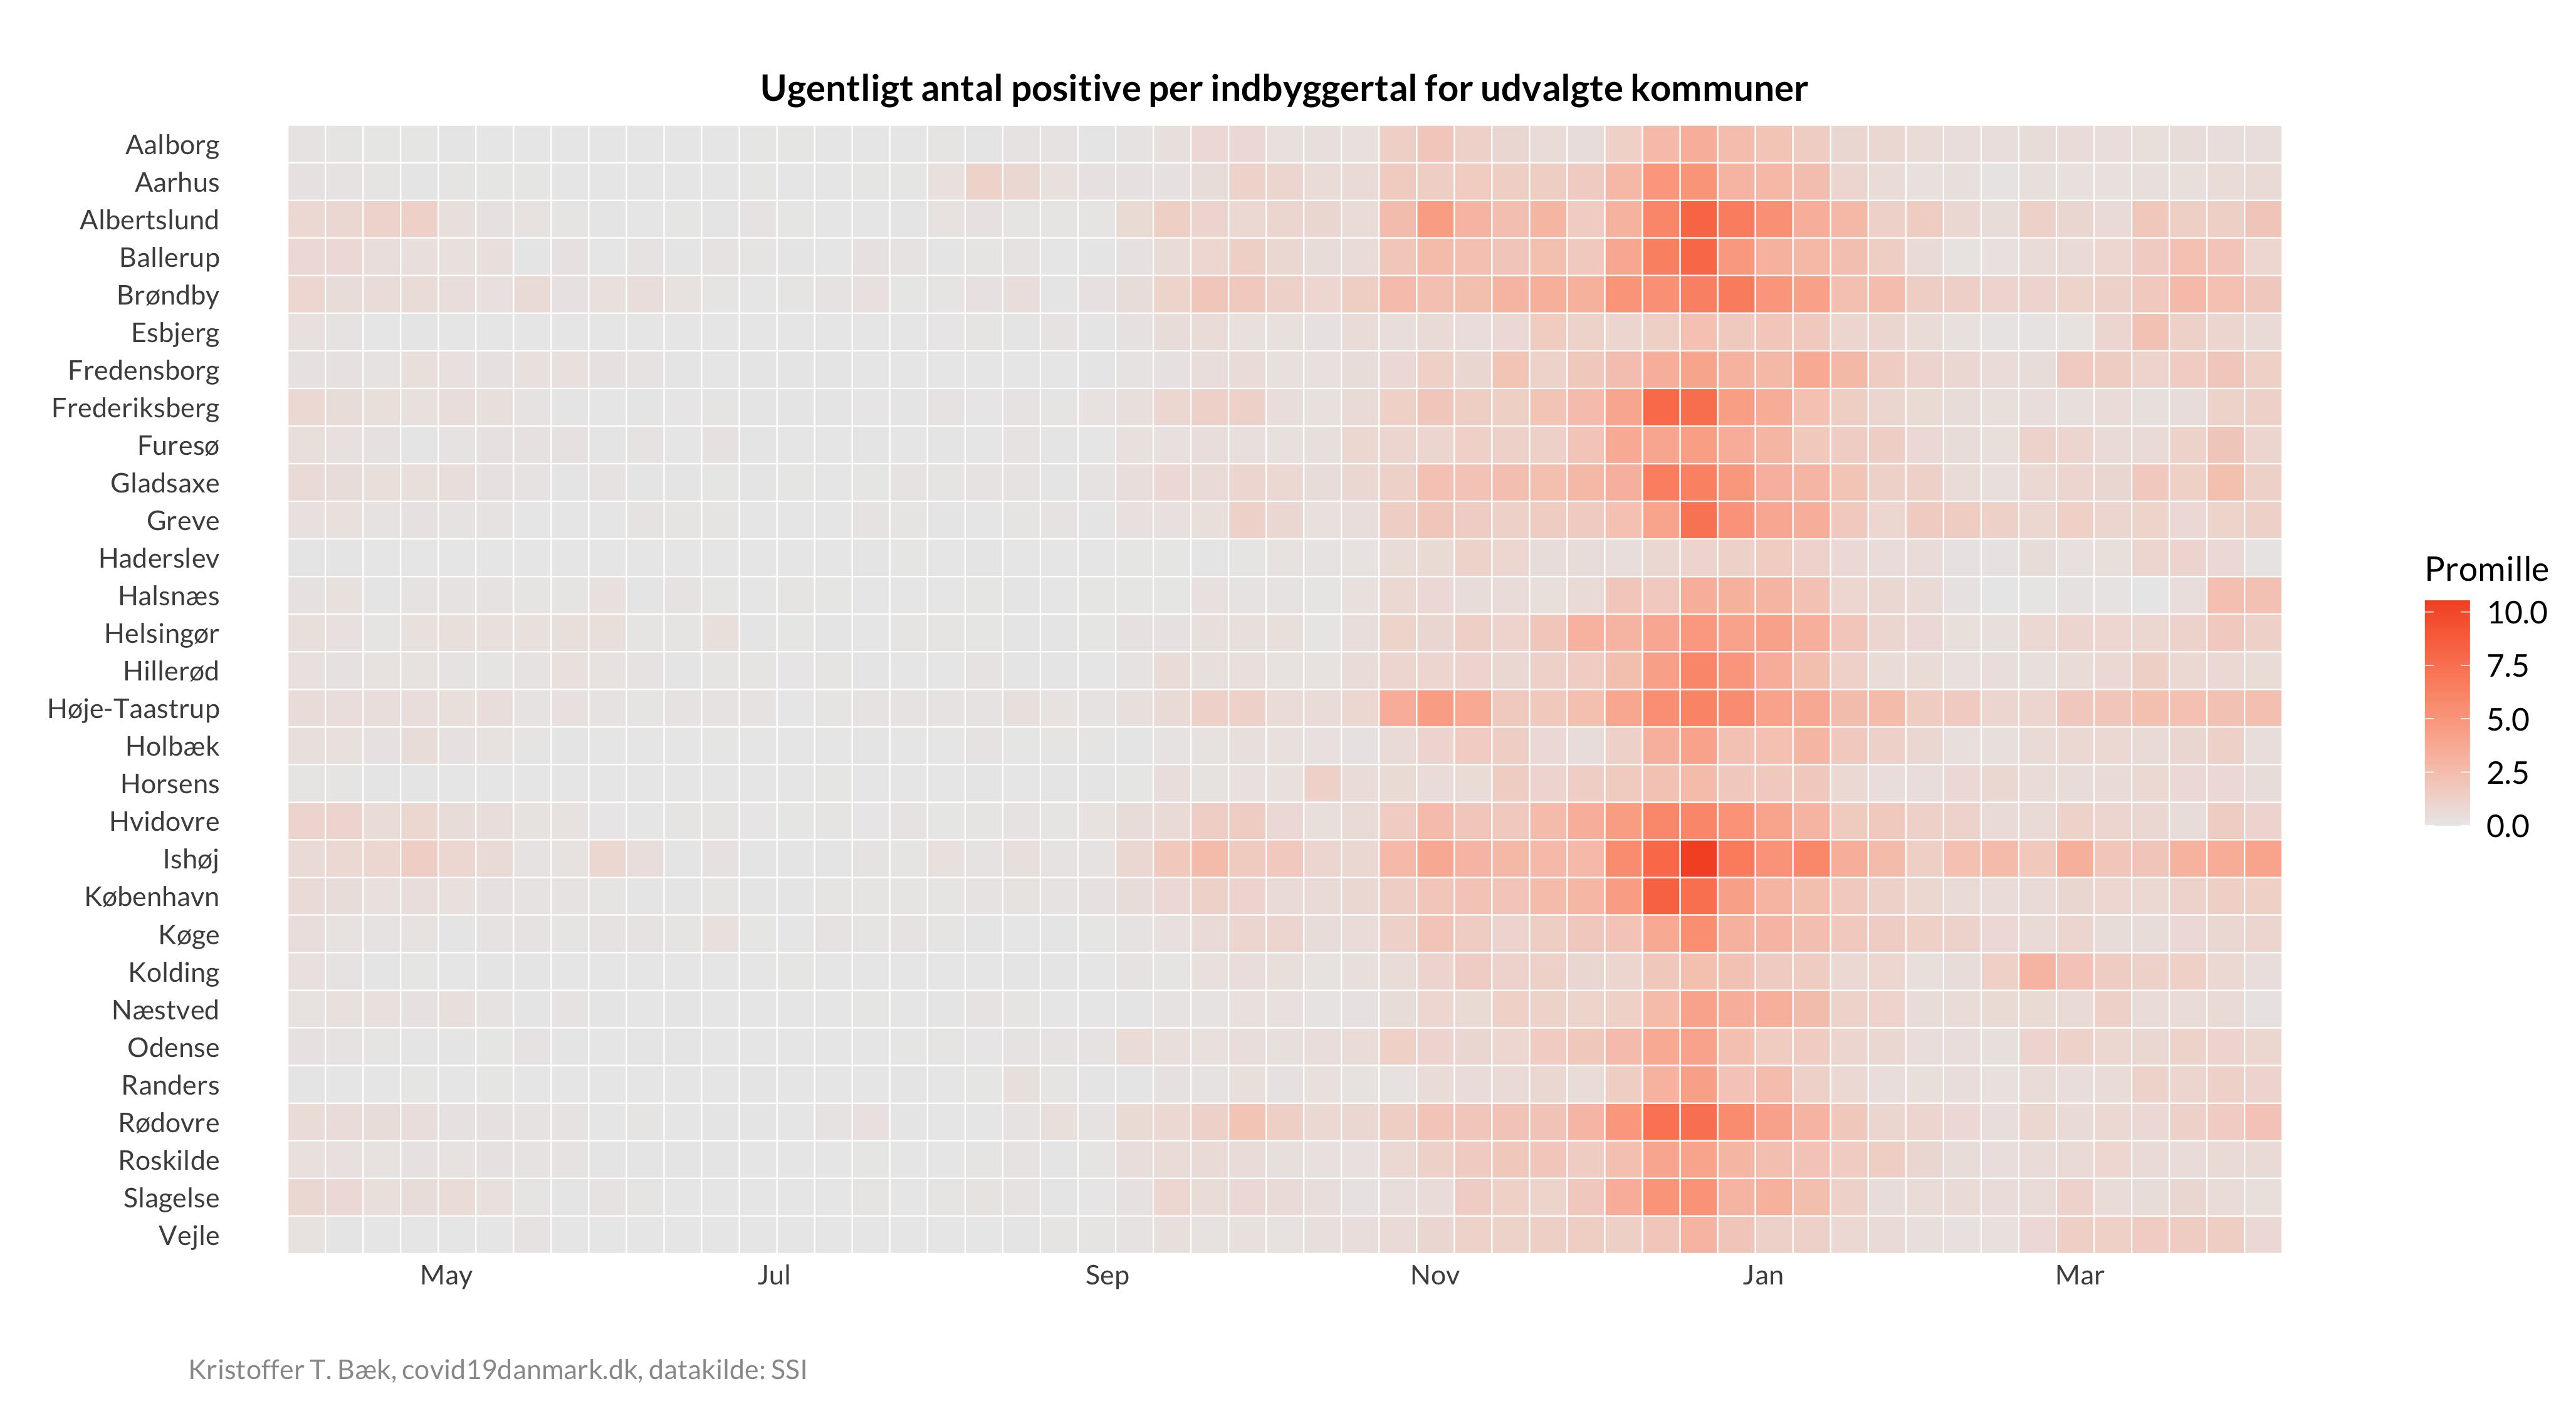 Ugentligt antal positive per indbyggertal for udvalgte kommuner
Aalborg
Aarhus
Albertslund
Ballerup
Brøndby
Esbjerg
Fredensborg
Frederiksberg
Furesø
Gladsaxe
Greve
Haderslev
Halsnæs
Helsingør
Hillerød
Høje-Taastrup
Holbæk
Horsens
Hvidovre
Ishøj
København
Køge
Kolding
Næstved
Odense
Randers
Rødovre
Roskilde
Slagelse
Vejle
May Jul Sep Nov Jan Mar
Promille
10.0
7.5
5.0
2.5
0.0
Kristoffer T. Bæk, covid19danmark.dk, datakilde: SSI